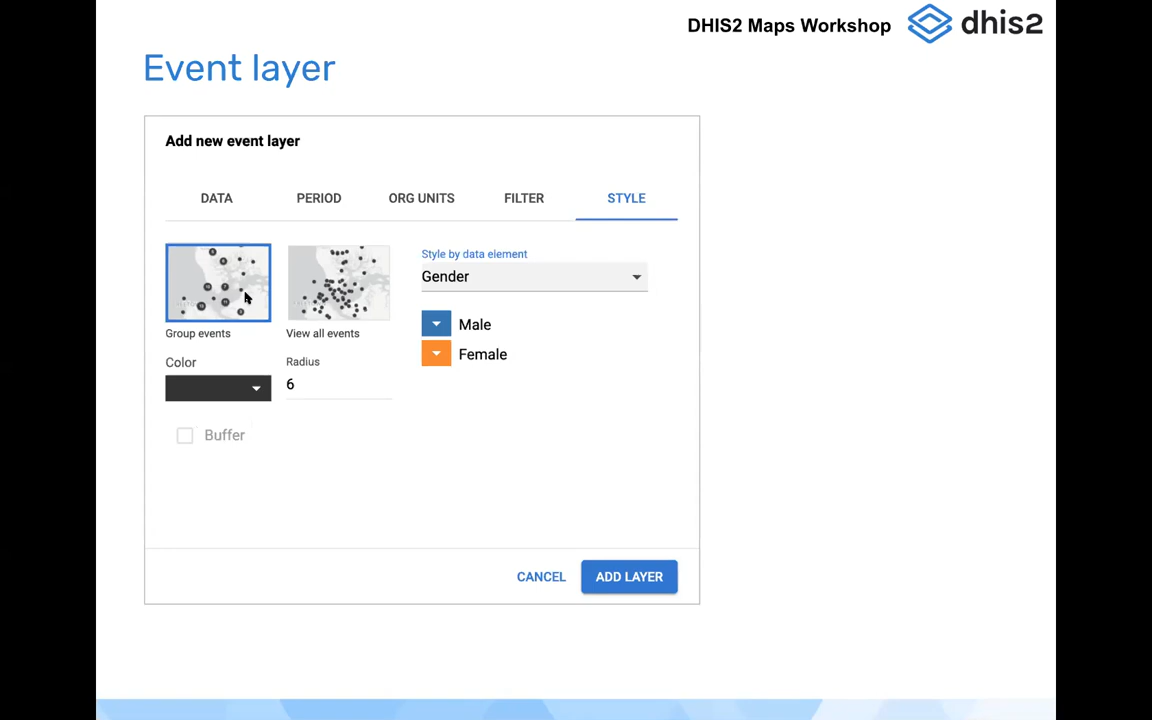 DHIS2 Maps Workshop
dhis2
Event layer
Add new event layer
DATA
PERIOD
ORG UNITS
FILTER
STYLE
Style by data element
Gender
Male
Female
Group events
View all events
Color
Radius
6
Buffer
CANCEL
ADD LAYER